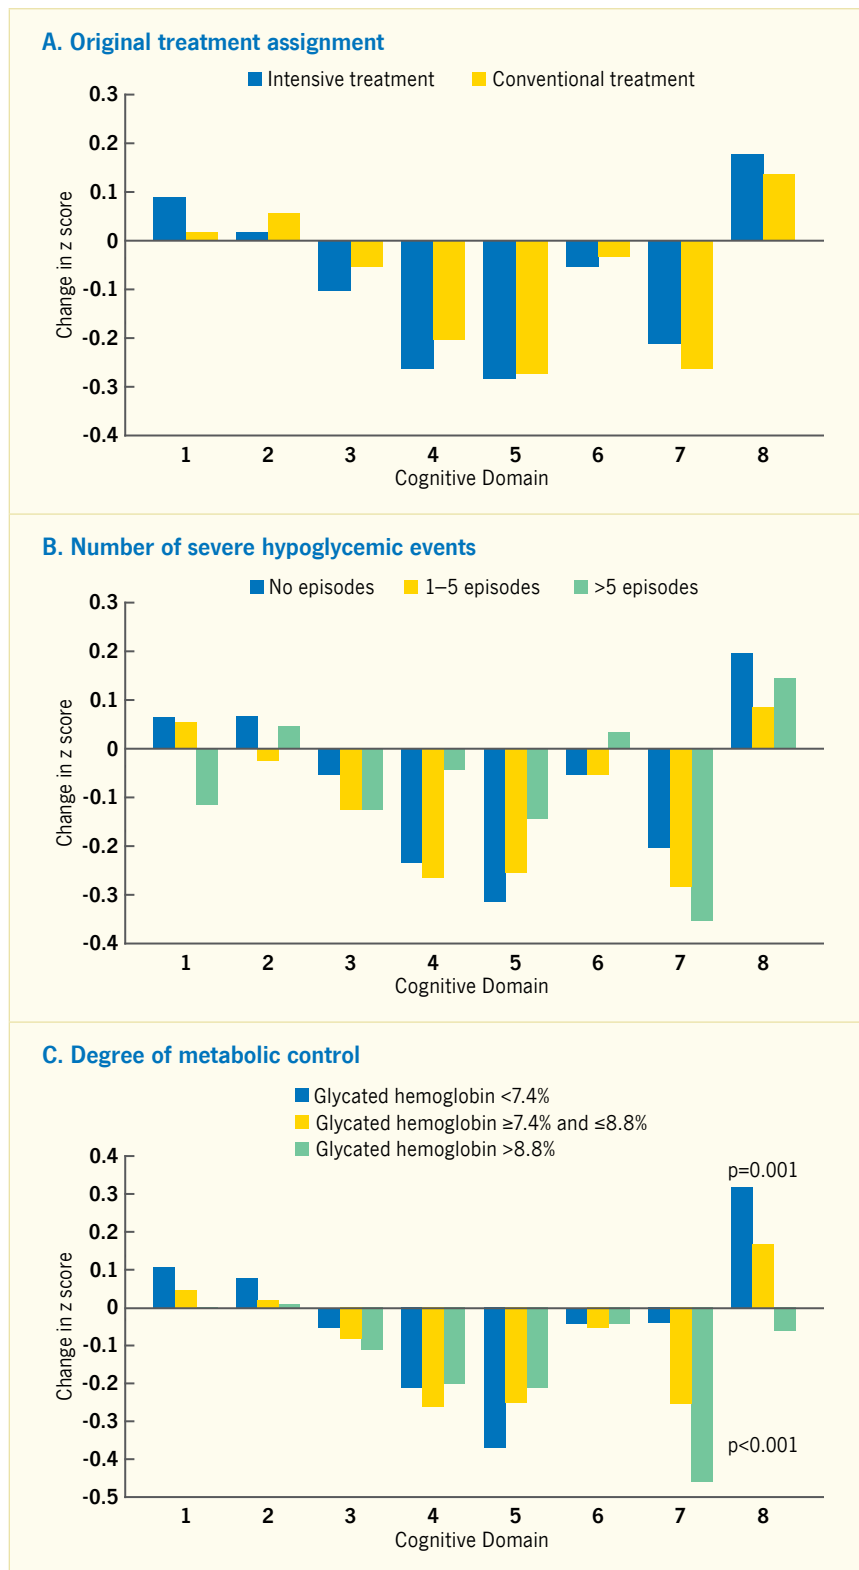 A. Original treatment assignment
Intensive treatment Conventional treatment
0.3
0.2
0.1
0
-0.1
-0.2
-0.3
-0.4
Change in z score
1 2 3 4 5 6 7 8
Cognitive Domain
B. Number of severe hypoglycemic events
No episodes 1–5 episodes >5 episodes
0.3
0.2
0.1
0
-0.1
-0.2
-0.3
-0.4
Change in z score
1 2 3 4 5 6 7 8
Cognitive Domain
C. Degree of metabolic control
Glycated hemoglobin <7.4%
Glycated hemoglobin ≥7.4% and ≤8.8%
Glycated hemoglobin >8.8%
0.4
0.3
0.2
0.1
0
-0.1
-0.2
-0.3
-0.4
-0.5
Change in z score
p=0.001
p<0.001
1 2 3 4 5 6 7 8
Cognitive Domain